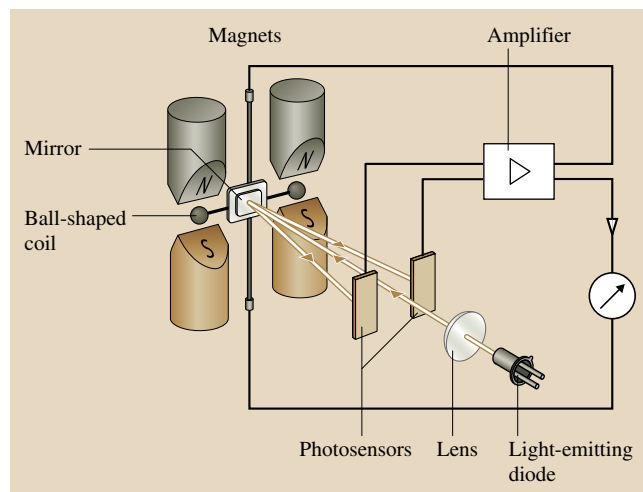 Magnets
Amplifier
N
N
Mirror
Ball-shaped
coil
S
S
Photosensors
Lens
Light-emitting
diode